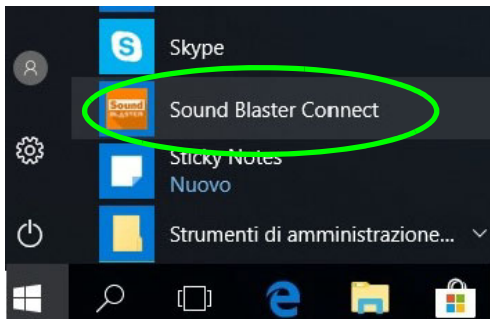 Skype
Sound BLASTER
Sound Blaster Connect
Sticky Notes
Nuovo
Strumenti di amministrazione...